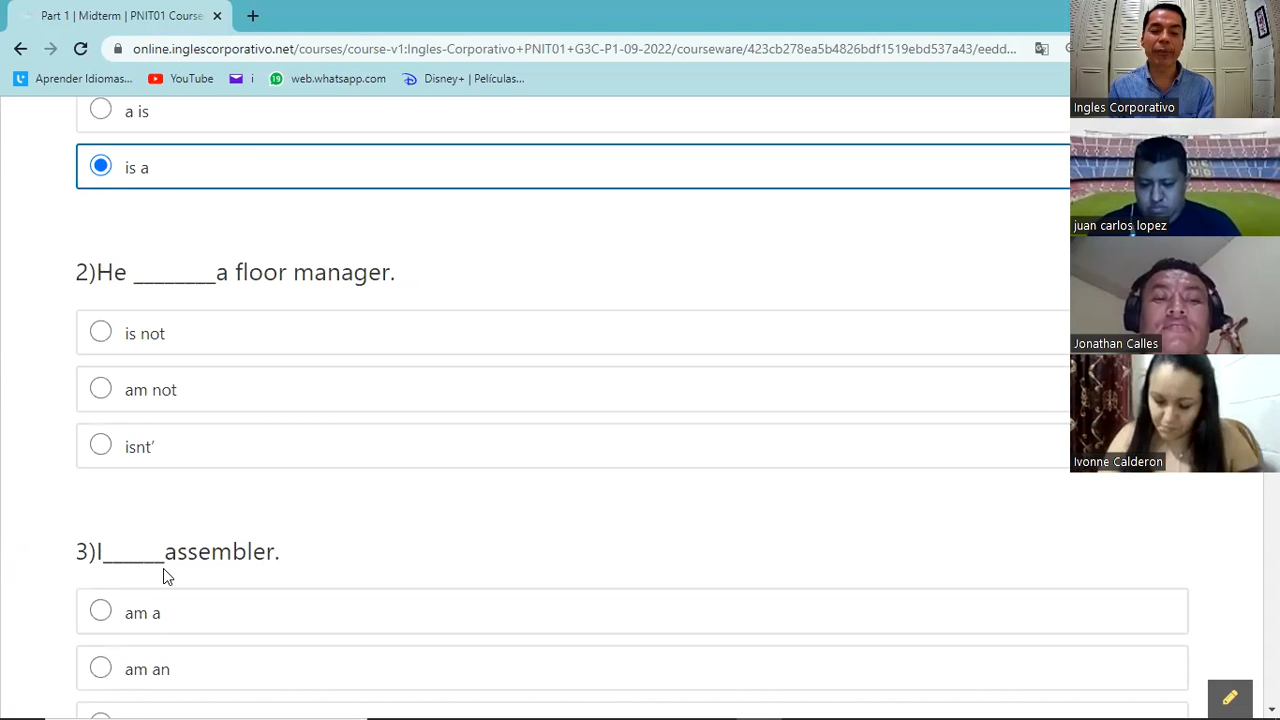 Part 1 | Midterm | PNIT01 Course
online.inglescorporativo.net/courses/course-v1:Ingles-Corporativo+PNIT01+G3C-P1-09-2022/courseware/423cb278ea5b4826bdf1519ebd537345/eedd...
Aprender Idiomas...
YouTube
i
web.whatsapp.com
Disney+ | Películas...
a is
is a
2)He ________a floor manager.
is not
am not
isnt'
3)I______assembler.
am a
am an
Ingles Corporativo
juan carlos lopez
Jonathan Calles
Ivonne Calderon